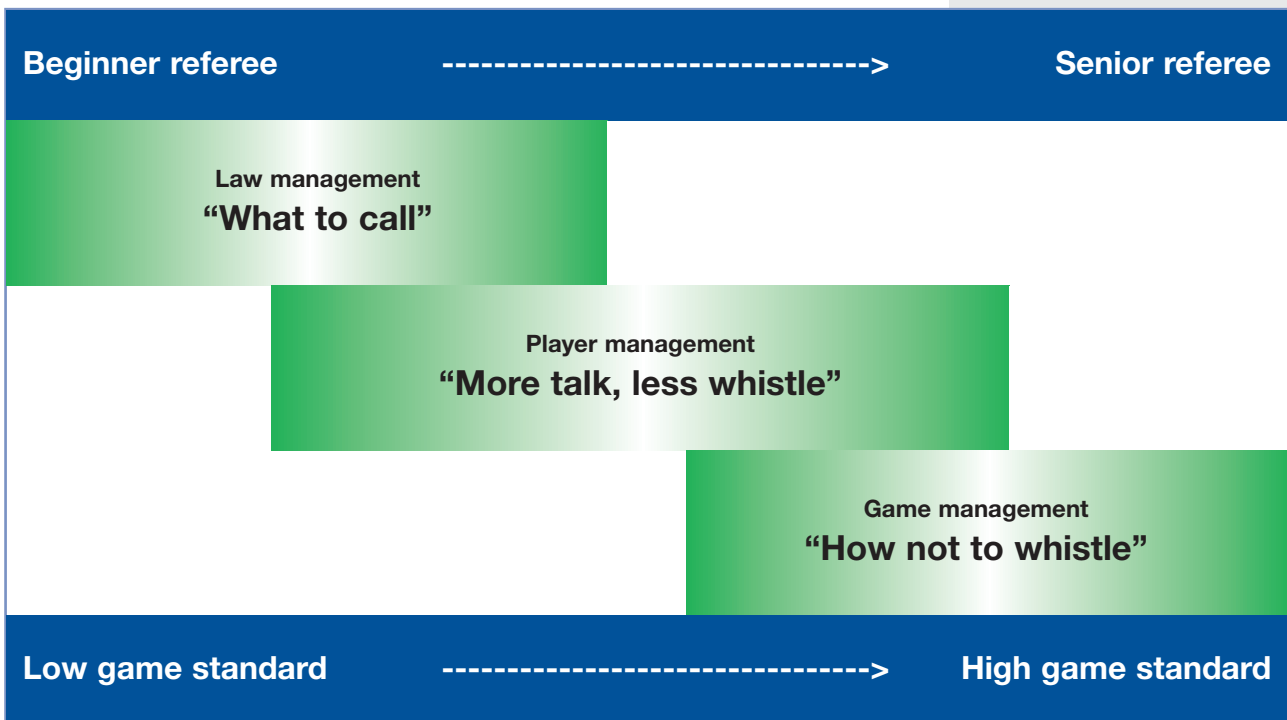 Beginner referee ---------------------------------> Senior referee
Law management
“What to call”
Player management
“More talk, less whistle”
Game management
“How not to whistle”
Low game standard ---------------------------------> High game standard